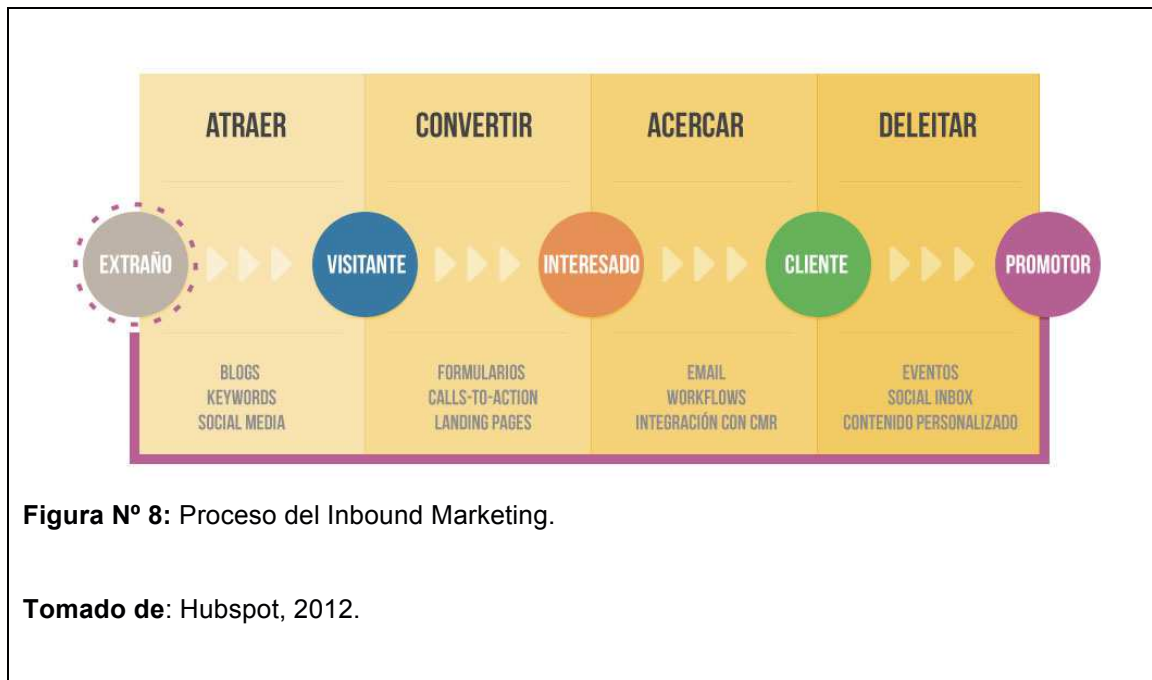 ATRAER CONVERTIR ACERCAR DELEITAR
EXTRAÑO VISITANTE INTERESADO CLIENTE PROMOTOR
BLOGS FORMULARIOS EMAIL EVENTOS
KEYWORDS CALLS-TO-ACTION WORKFLOWS SOCIAL INBOX
SOCIAL MEDIA LANDING PAGES INTEGRACIÓN CON CMR CONTENIDO PERSONALIZADO
Figura Nº 8: Proceso del Inbound Marketing.
Tomado de: Hubspot, 2012.